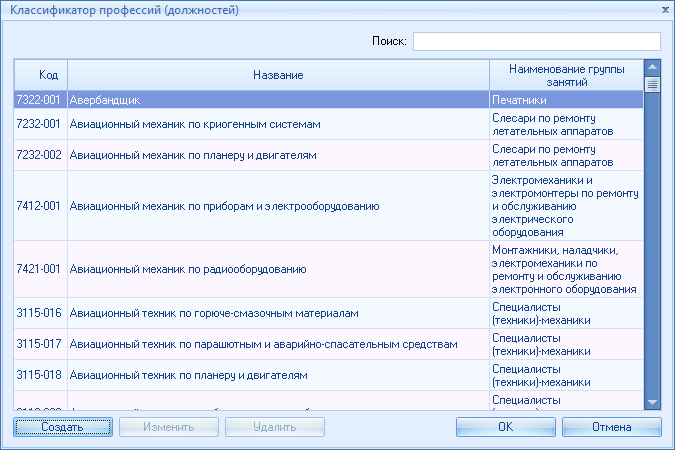 Классификатор профессий (должностей)
x
Поиск:
Код
Название
Наименование группы
занятий
7322-001 Авербандщик Печатники
7232-001 Авиационный механик по криогенным системам Слесари по ремонту
летательных аппаратов
7232-002 Авиационный механик по планеру и двигателям Слесари по ремонту
летательных аппаратов
7412-001 Авиационный механик по приборам и электрооборудованию Электромеханики и
электромонтеры по ремонту
и обслуживанию
электрического
оборудования
7421-001 Авиационный механик по радиооборудованию Монтажники, наладчики,
электромеханики по
ремонту и обслуживанию
электронного оборудования
3115-016 Авиационный техник по горюче-смазочным материалам Специалисты
(техники)-механики
3115-017 Авиационный техник по парашютным и аварийно-спасательным средствам Специалисты
(техники)-механики
3115-018 Авиационный техник по планеру и двигателям Специалисты
(техники)-механики
Специалисты
Создать Изменить Удалить OK Отмена